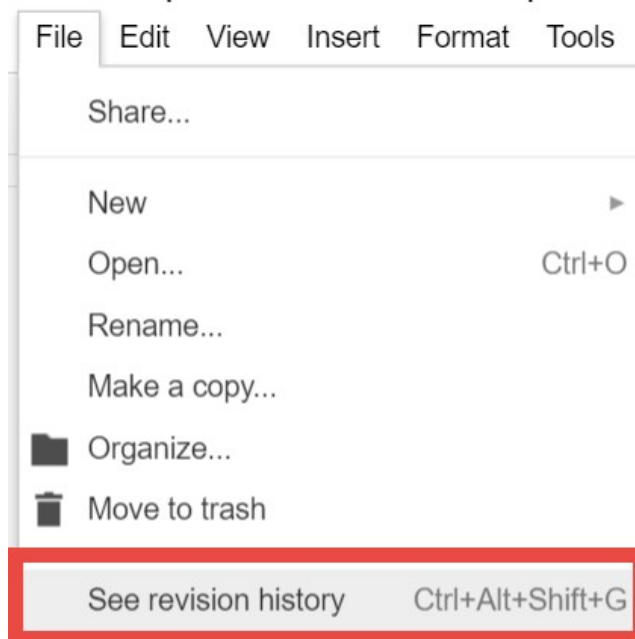 File Edit View Insert Format Tools
Share...
New
Open... Ctrl+O
Rename...
Make a copy...
Organize...
Move to trash
See revision history Ctrl+Alt+Shift+G